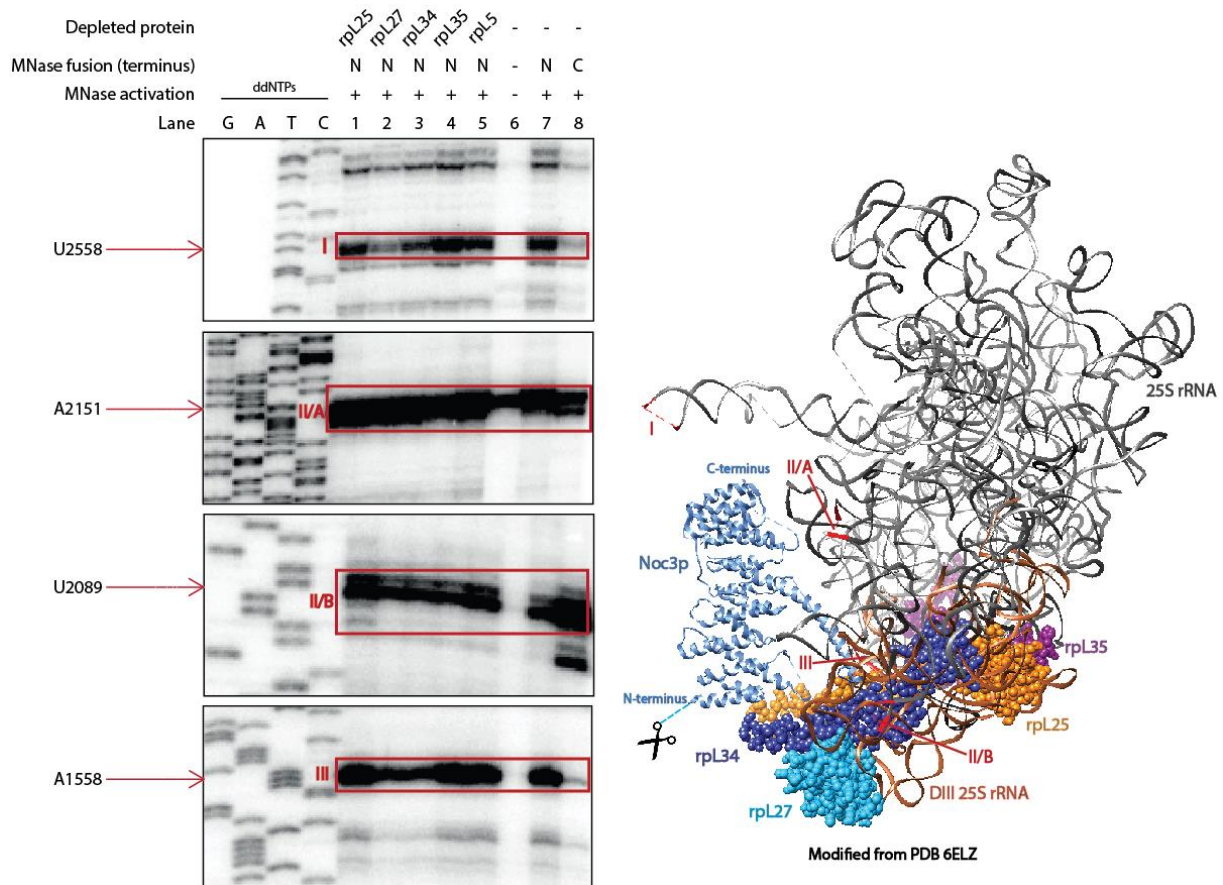 Depleted protein rpL25 rpL27 rpL34 rpL35 rpL5 - - -
MNase fusion (terminus) N N N N N - N C
MNase activation ddNTPs + + + + + - + +
Lane G A T C 1 2 3 4 5 6 7 8
U2558 I
A2151 II/A
U2089 II/B
A1558 III
25S rRNA
I
II/A
C-terminus
Noc3p
rpL35
III
N-terminus
rpL25
rpL34
II/B
DIII 25S rRNA
rpL27
Modified from PDB 6ELZ